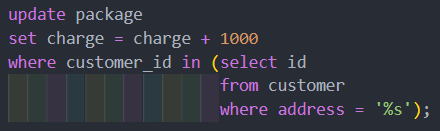 update package
set charge = charge + 1000
where customer_id in (select id
from customer
where address = '%s');